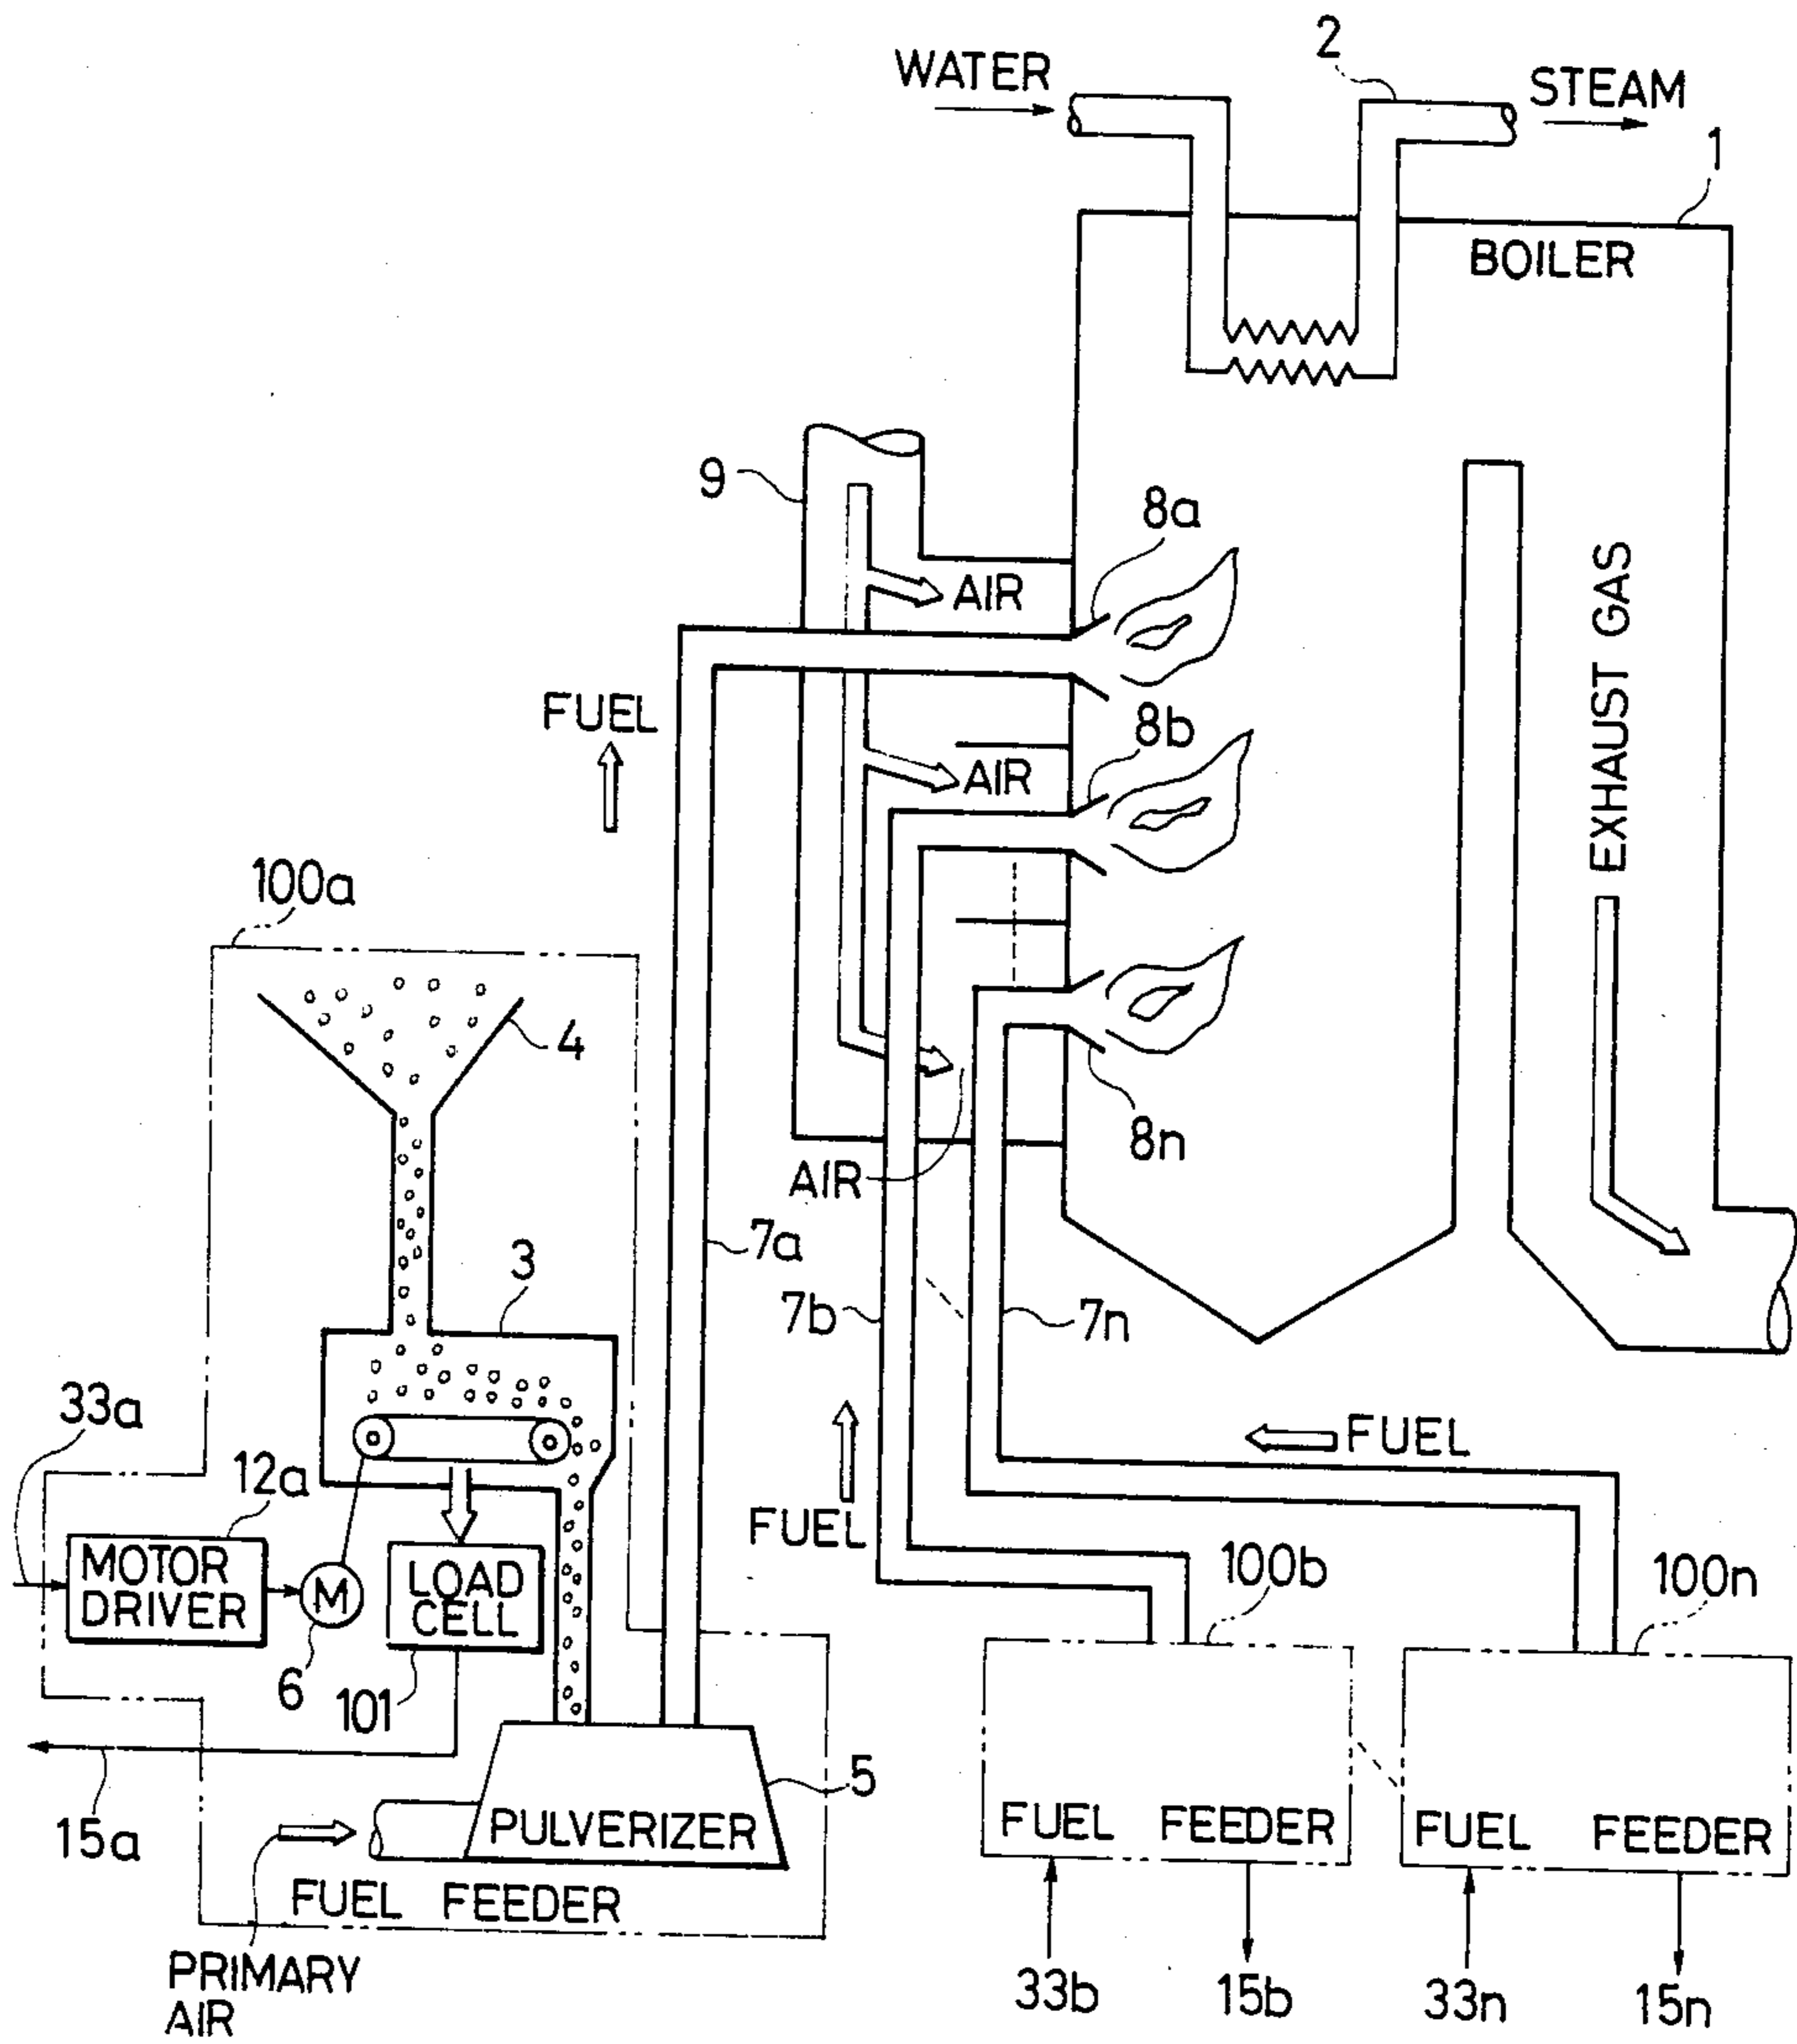 2
WATER
STEAM
1
BOILER
9
8a
AIR
EXHAUST GAS
FUEL
8b
AIR
100a
4
8n
AIR
7a
3
7b
7n
33a
FUEL
12a
FUEL
MOTOR
DRIVER
M
LOAD
CELL
100b
100n
6
101
5
15a
PULVERIZER
FUEL FEEDER
FUEL FEEDER
FUEL FEEDER
PRIMARY
AIR
33b
15b
33n
15n